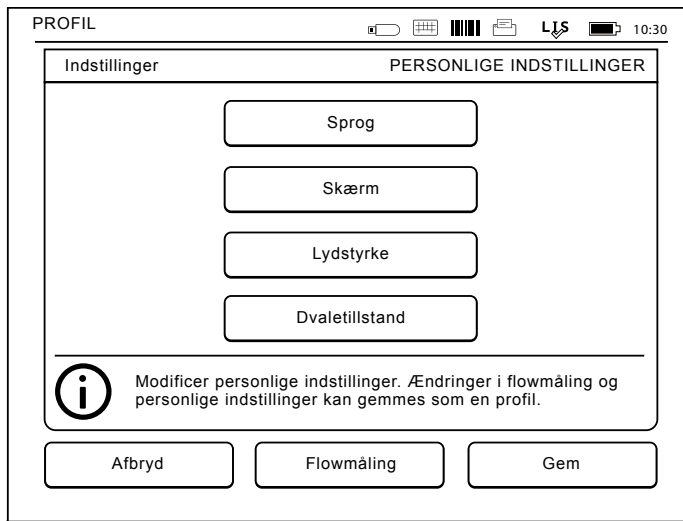 PROFIL
LIS 10:30
Indstillinger PERSONLIGE INDSTILLINGER
Sprog
Skærm
Lydstyrke
Dvaletillstand
Modificer personlige indstillinger. Ændringer i flowmåling og
personlige indstillinger kan gemmes som en profil.
Afbryd Flowmåling Gem